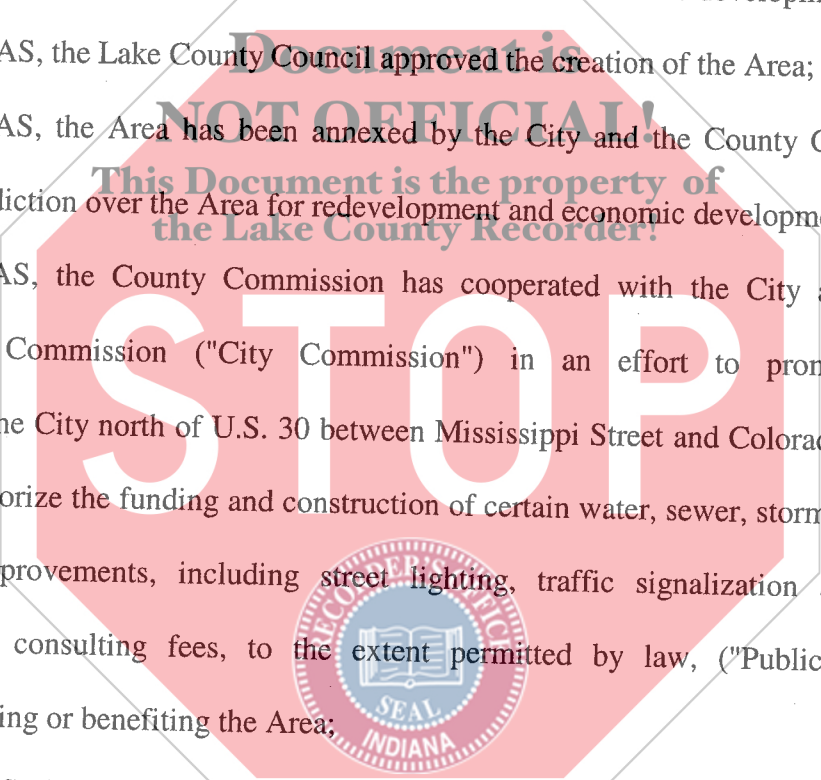 developm
AS, the Lake County Council approved the creation of the Area;
Document is
AS, the Area has been annexed by the City and the County C
NOT OFFICIAL!
This Document is the property of
diction over the Area for redevelopment and economic developm
the Lake County Recorder!
AS, the County Commission has cooperated with the City a
STOP
Commission ("City Commission") in an effort to pron
ne City north of U.S. 30 between Mississippi Street and Colorad
orize the funding and construction of certain water, sewer, storm
provements, including street lighting, traffic signalization
consulting fees, to the extent permitted by law, ("Public
ing or benefiting the Area;
RECORDER'S OFFICE
SEAL
INDIANA